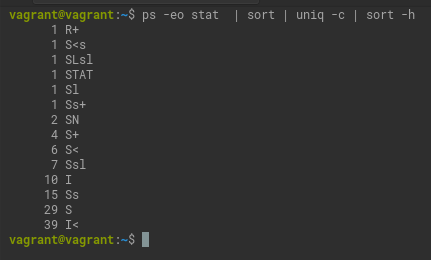 vagrant@vagrant:~$ ps -eo stat  | sort | uniq -c | sort -h
      1 R+
      1 S<s
      1 SLsl
      1 STAT
      1 Sl
      1 Ss+
      2 SN
      4 S+
      6 S<
      7 Ssl
     10 I
     15 Ss
     29 S
     39 I<
vagrant@vagrant:~$